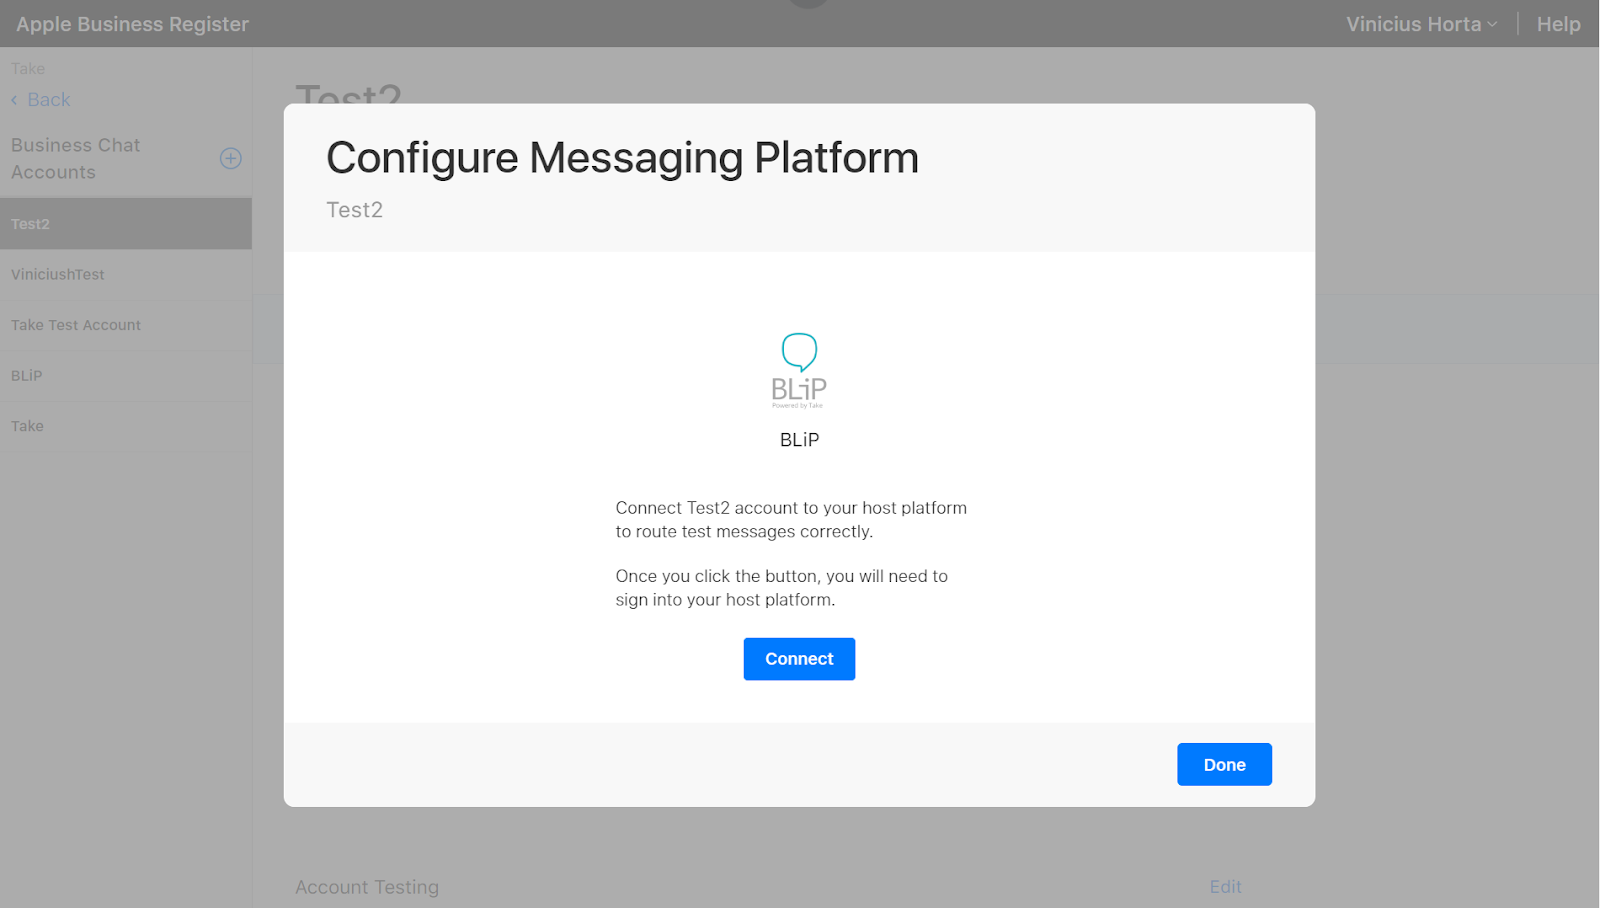 Apple Business Register
Vinicius Horta
Help
Take
Back
Business Chat
Accounts
Test2
ViniciushTest
Take Test Account
BLiP
Take
Test2
Configure Messaging Platform
Test2
BLiP
Powered by Take
BLiP
Connect Test2 account to your host platform
to route test messages correctly.
Once you click the button, you will need to
sign into your host platform.
Connect
Done
Account Testing
Edit